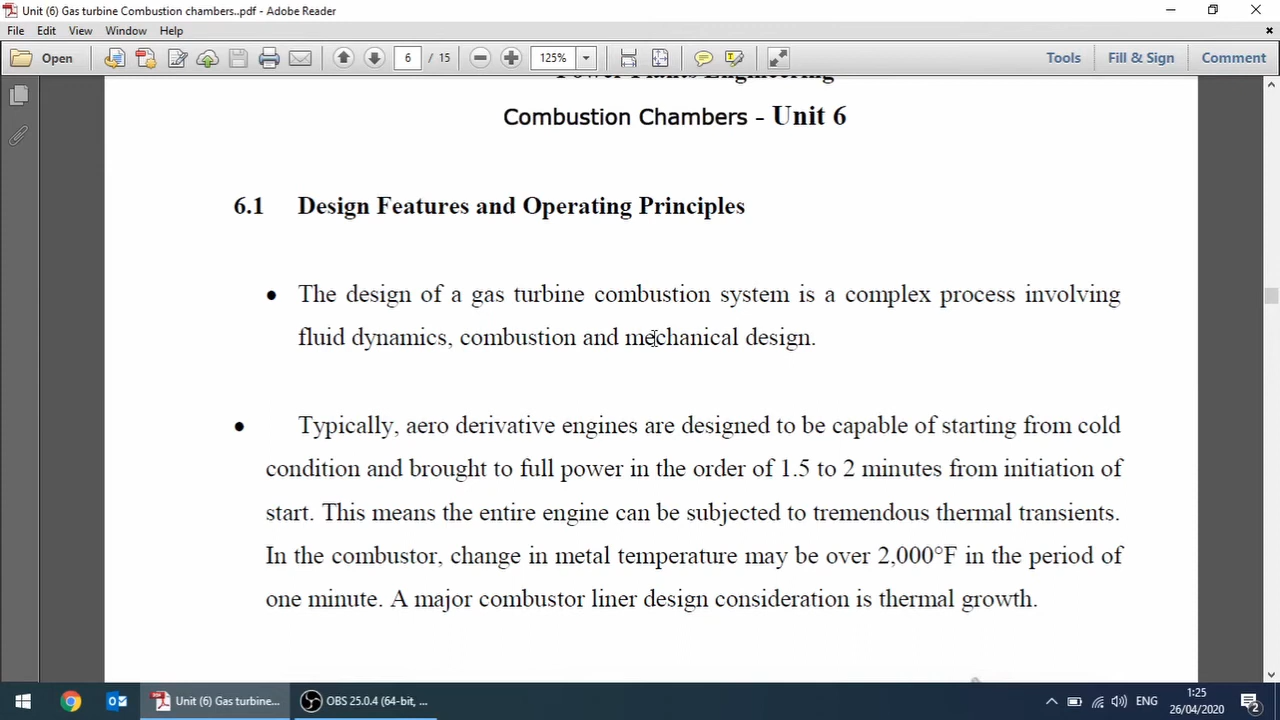 Unit (6) Gas turbine Combustion chambers..pdf - Adobe Reader
File Edit View Window Help
Open 6 / 15 125% Tools Fill & Sign Comment
Power Plants Engineering
Combustion Chambers - Unit 6
6.1 Design Features and Operating Principles
• The design of a gas turbine combustion system is a complex process involving
fluid dynamics, combustion and mechanical design.
• Typically, aero derivative engines are designed to be capable of starting from cold
condition and brought to full power in the order of 1.5 to 2 minutes from initiation of
start. This means the entire engine can be subjected to tremendous thermal transients.
In the combustor, change in metal temperature may be over 2,000°F in the period of
one minute. A major combustor liner design consideration is thermal growth.
Unit (6) Gas turbine... OBS 25.0.4 (64-bit, ... ENG 1:25
26/04/2020 2